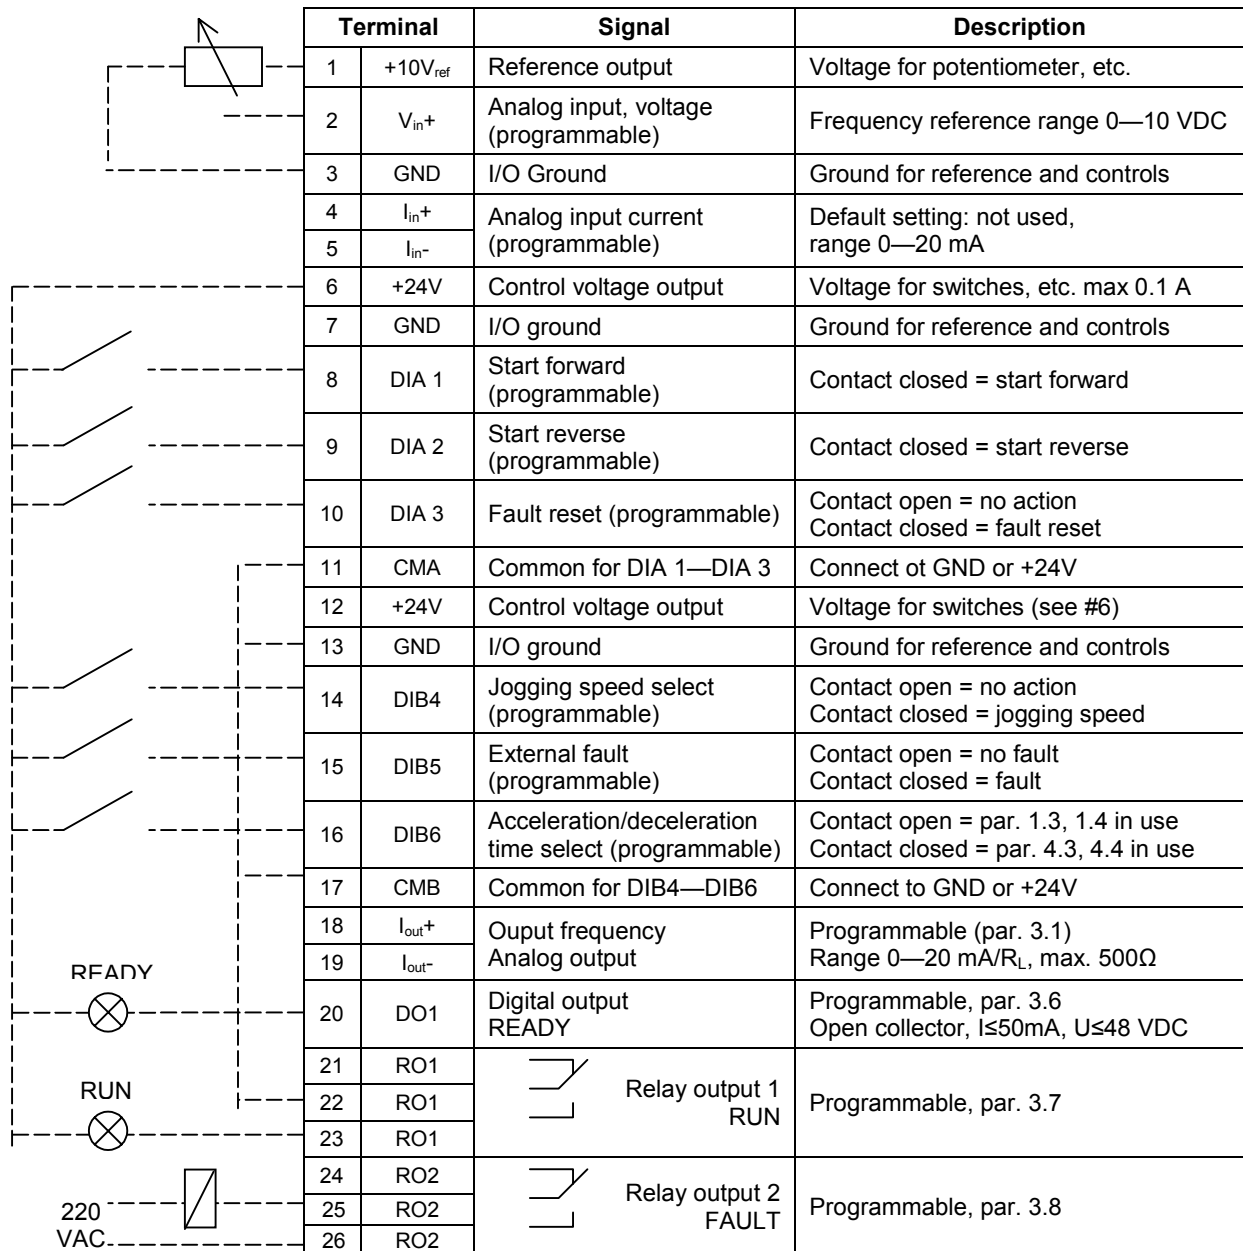 Terminal Signal Description
1 +10Vref Reference output Voltage for potentiometer, etc.
2 Vin+ Analog input, voltage
(programmable) Frequency reference range 0—10 VDC
3 GND I/O Ground Ground for reference and controls
4 Iin+ Analog input current
(programmable) Default setting: not used,
range 0—20 mA
5 Iin-
6 +24V Control voltage output Voltage for switches, etc. max 0.1 A
7 GND I/O ground Ground for reference and controls
8 DIA 1 Start forward
(programmable) Contact closed = start forward
9 DIA 2 Start reverse
(programmable) Contact closed = start reverse
10 DIA 3 Fault reset (programmable) Contact open = no action
Contact closed = fault reset
11 CMA Common for DIA 1—DIA 3 Connect ot GND or +24V
12 +24V Control voltage output Voltage for switches (see #6)
13 GND I/O ground Ground for reference and controls
14 DIB4 Jogging speed select
(programmable) Contact open = no action
Contact closed = jogging speed
15 DIB5 External fault
(programmable) Contact open = no fault
Contact closed = fault
16 DIB6 Acceleration/deceleration
time select (programmable) Contact open = par. 1.3, 1.4 in use
Contact closed = par. 4.3, 4.4 in use
17 CMB Common for DIB4—DIB6 Connect to GND or +24V
18 Iout+ Ouput frequency
Analog output Programmable (par. 3.1)
Range 0—20 mA/RL, max. 500Ω
19 Iout-
READY
20 DO1 Digital output
READY Programmable, par. 3.6
Open collector, I≤50mA, U≤48 VDC
RUN
21 RO1 Relay output 1
RUN Programmable, par. 3.7
22 RO1
23 RO1
220
VAC
24 RO2 Relay output 2
FAULT Programmable, par. 3.8
25 RO2
26 RO2